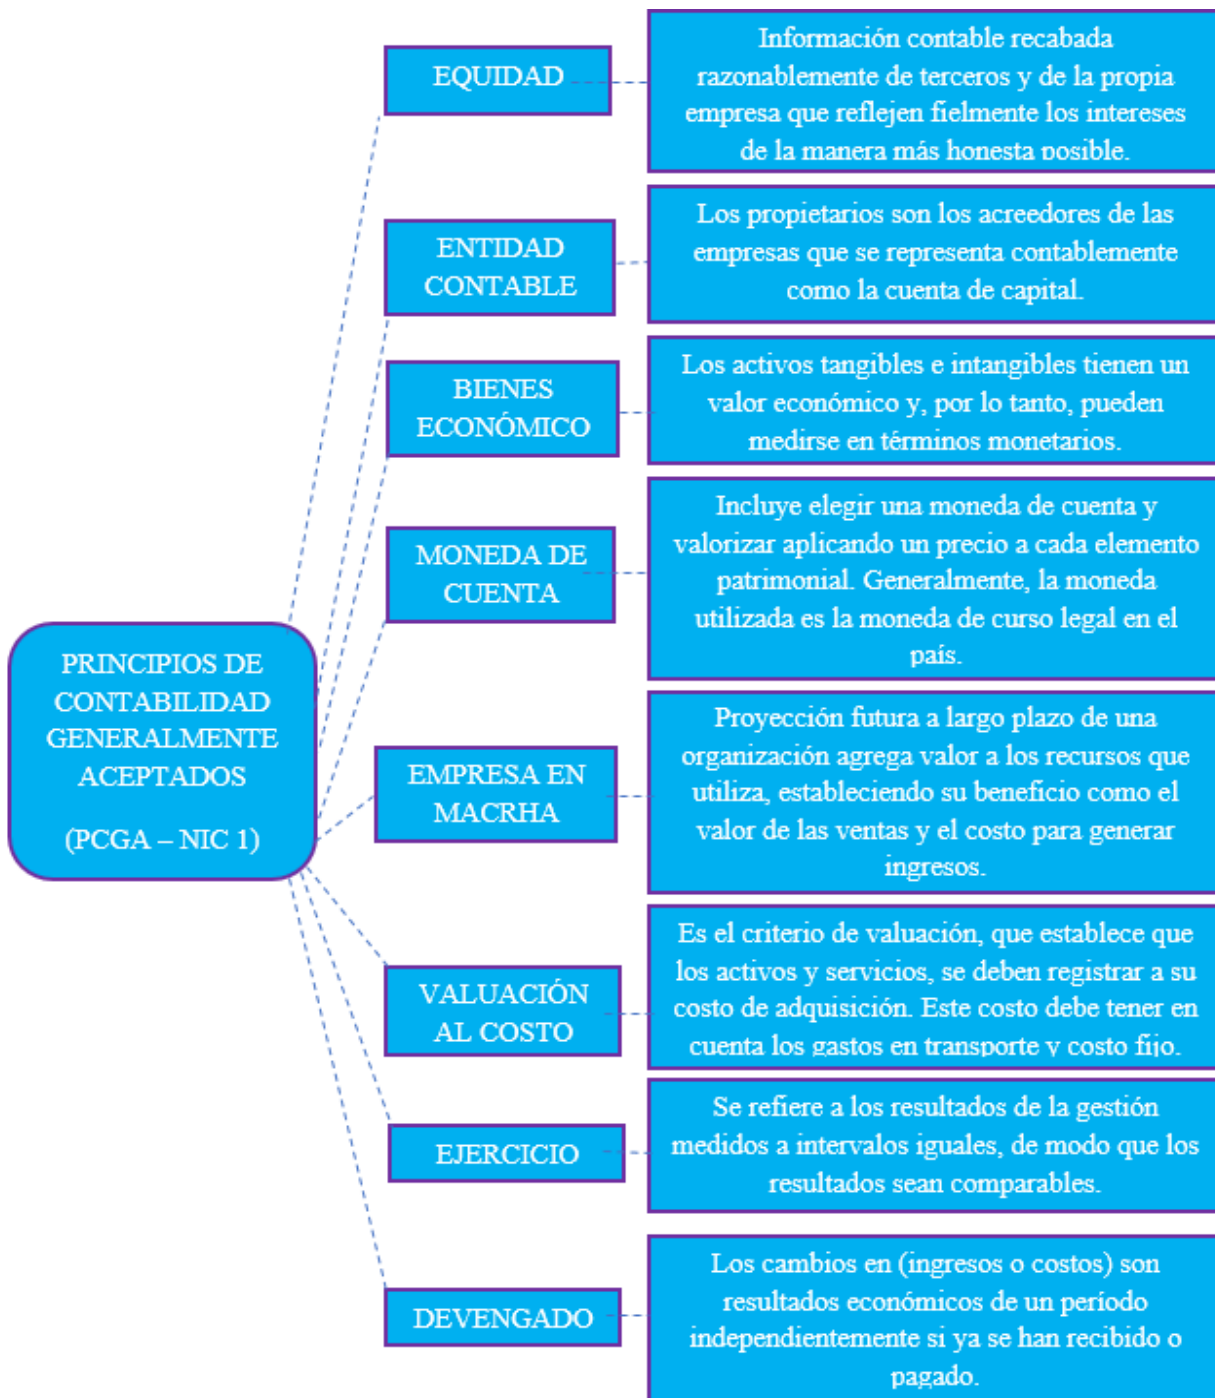 PRINCIPIOS DE
CONTABILIDAD
GENERALMENTE
ACEPTADOS
(PCGA – NIC 1)
EQUIDAD
Información contable recabada
razonablemente de terceros y de la propia
empresa que reflejen fielmente los intereses
de la manera más honesta posible.
ENTIDAD
CONTABLE
Los propietarios son los acreedores de las
empresas que se representa contablemente
como la cuenta de capital.
BIENES
ECONÓMICO
Los activos tangibles e intangibles tienen un
valor económico y, por lo tanto, pueden
medirse en términos monetarios.
MONEDA DE
CUENTA
Incluye elegir una moneda de cuenta y
valorizar aplicando un precio a cada elemento
patrimonial. Generalmente, la moneda
utilizada es la moneda de curso legal en el
país.
EMPRESA EN
MACRHA
Proyección futura a largo plazo de una
organización agrega valor a los recursos que
utiliza, estableciendo su beneficio como el
valor de las ventas y el costo para generar
ingresos.
VALUACIÓN
AL COSTO
Es el criterio de valuación, que establece que
los activos y servicios, se deben registrar a su
costo de adquisición. Este costo debe tener en
cuenta los gastos en transporte y costo fijo.
EJERCICIO
Se refiere a los resultados de la gestión
medidos a intervalos iguales, de modo que los
resultados sean comparables.
DEVENGADO
Los cambios en (ingresos o costos) son
resultados económicos de un período
independientemente si ya se han recibido o
pagado.